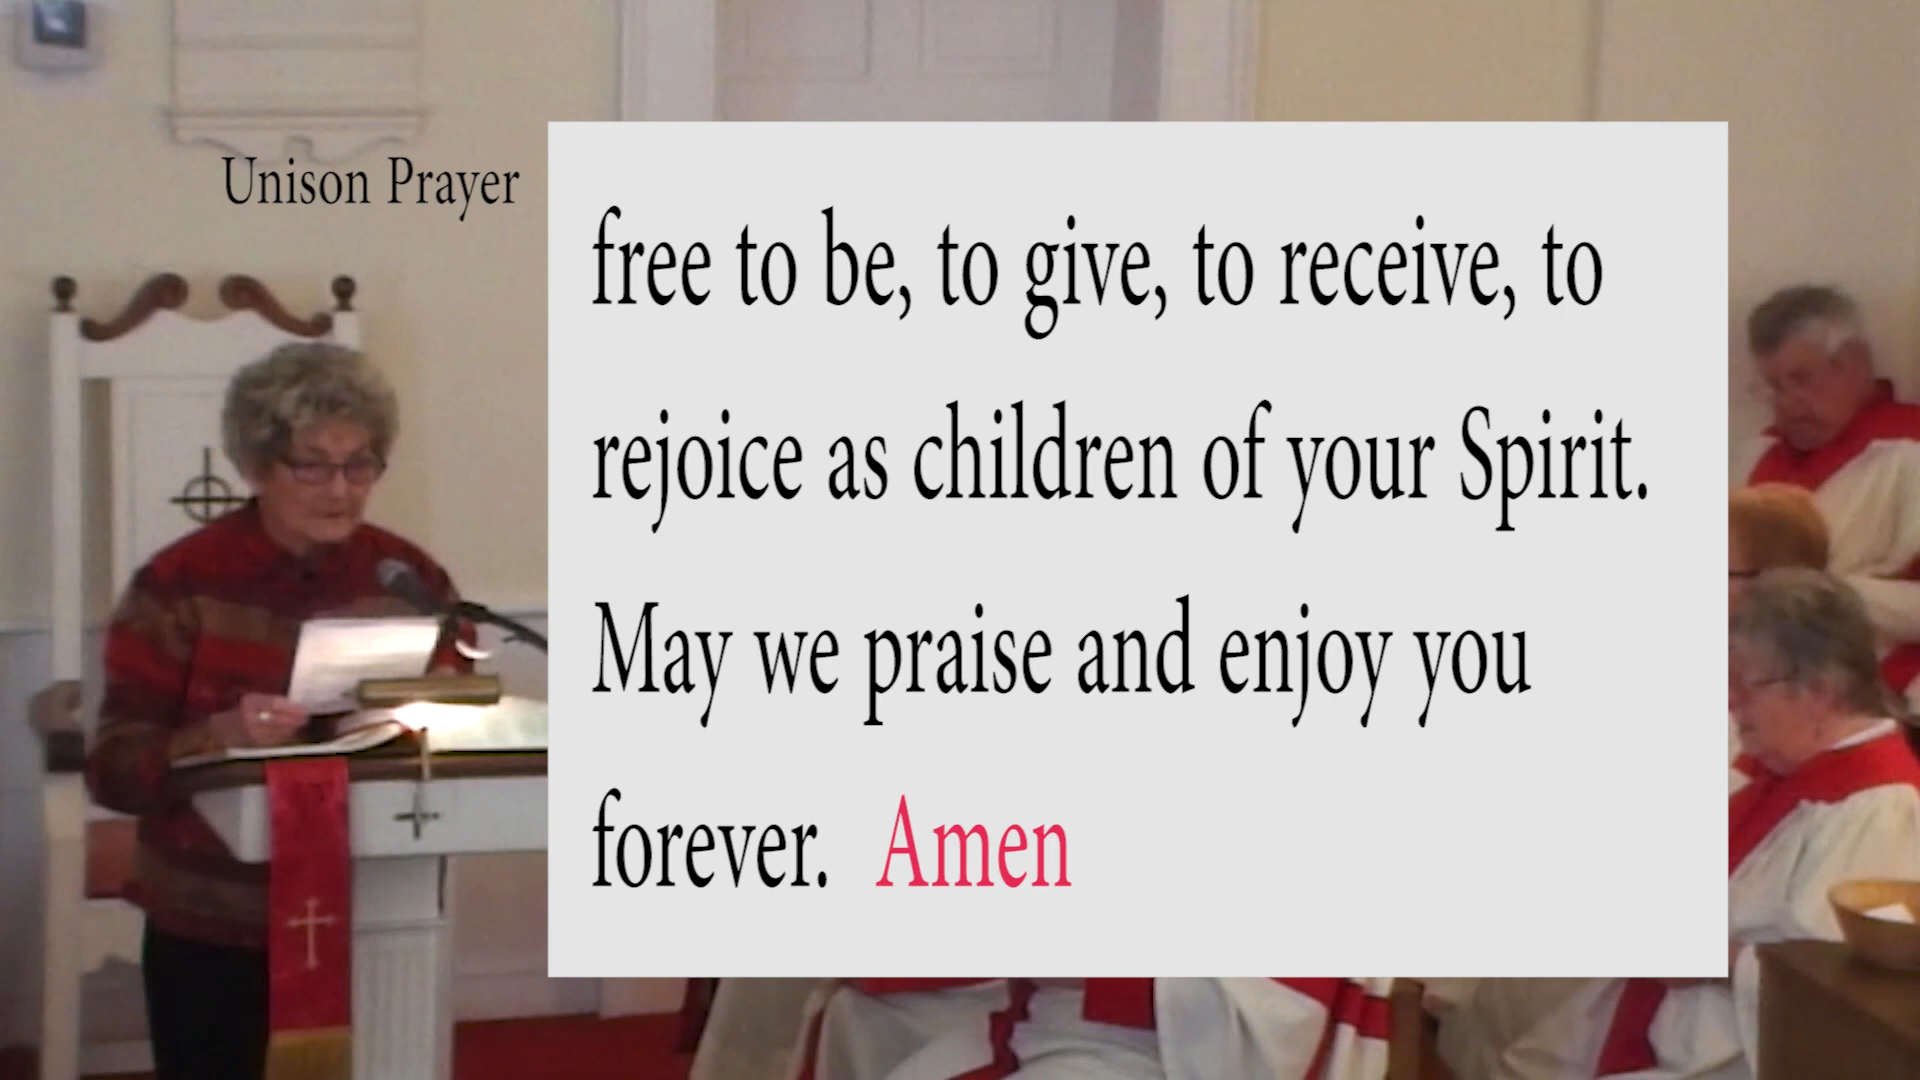 Unison Prayer
free to be, to give, to receive, to
rejoice as children of your Spirit.
May we praise and enjoy you
forever. Amen